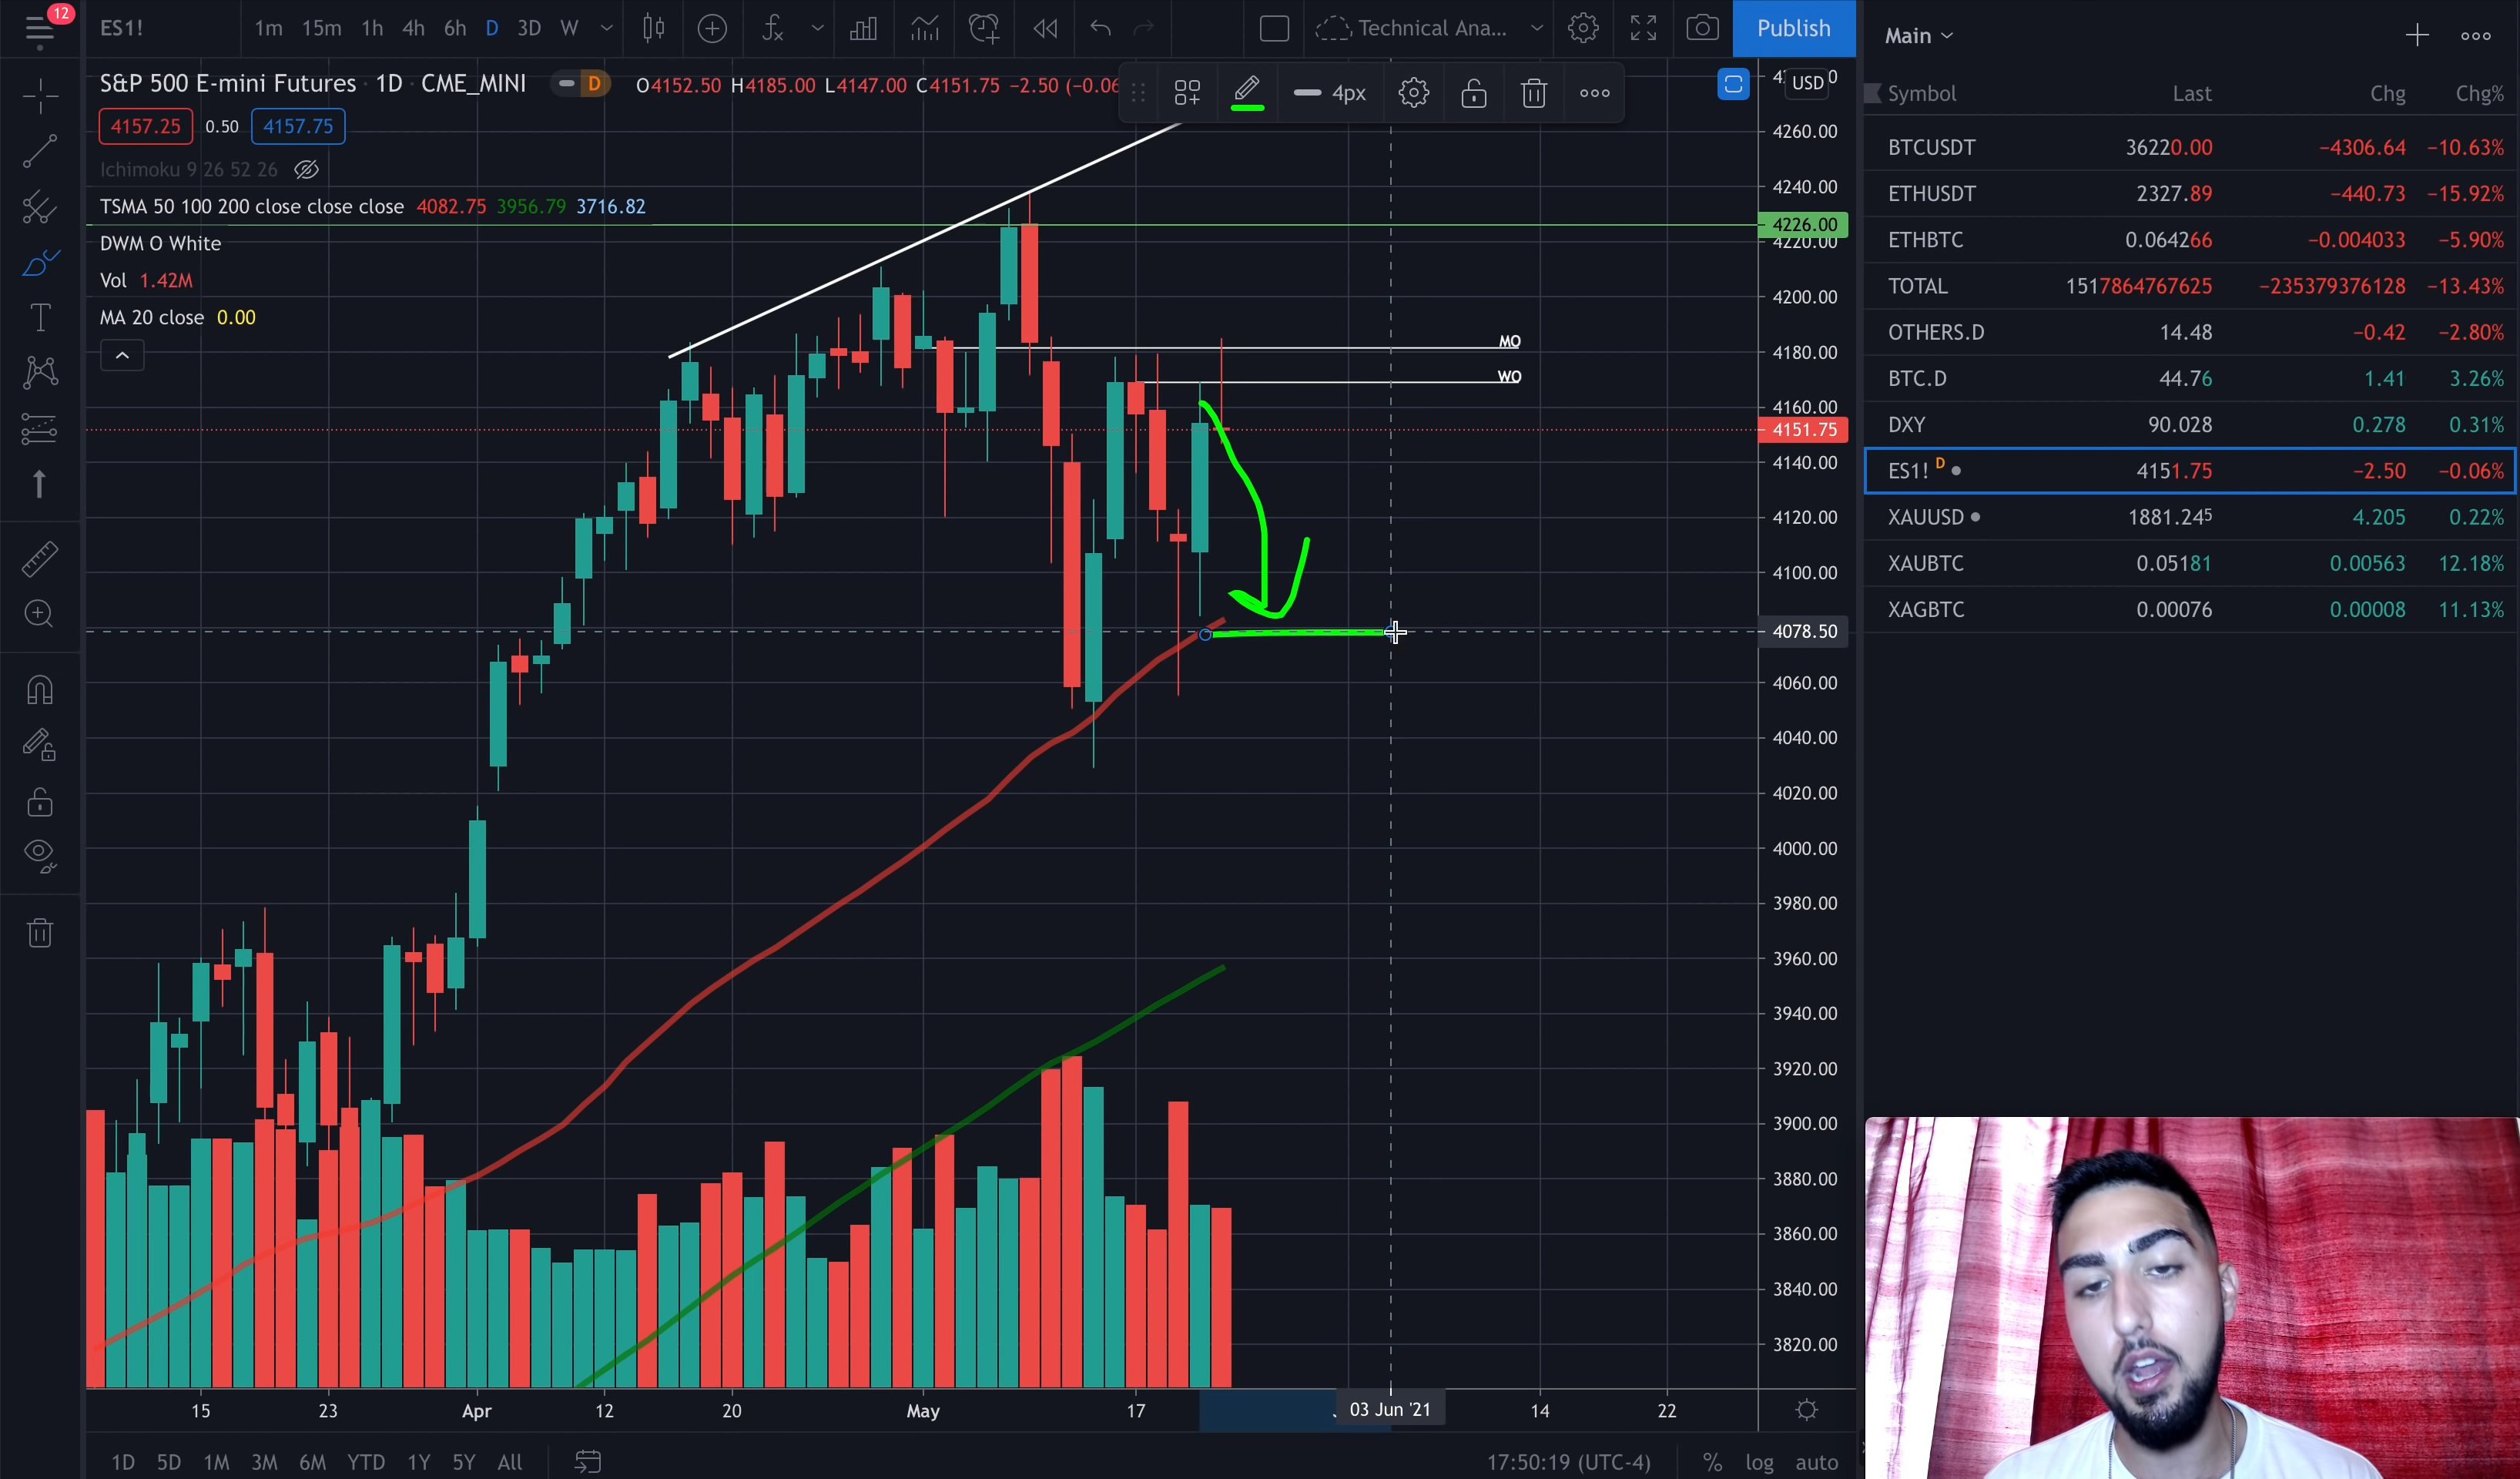 12
ES1! 1m 15m 1h 4h 6h D 3D W Technical Ana... Publish
S&P 500 E-mini Futures · 1D · CME_MINI D O4152.50 H4185.00 L4147.00 C4151.75 −2.50 (−0.06
4157.25 0.50 4157.75
Ichimoku 9 26 52 26
TSMA 50 100 200 close close close 4082.75 3956.79 3716.82
DWM O White
Vol 1.42M
MA 20 close 0.00
4px
USD
4260.00
4240.00
4226.00
4220.00
4200.00
4180.00
4160.00
4151.75
4140.00
4120.00
4100.00
4078.50
4060.00
4040.00
4020.00
4000.00
3980.00
3960.00
3940.00
3920.00
3900.00
3880.00
3860.00
3840.00
3820.00
MO
WO
15 23 Apr 12 20 May 17 03 Jun '21 14 22
1D 5D 1M 3M 6M YTD 1Y 5Y All 17:50:19 (UTC-4) % log auto
Main
Symbol Last Chg Chg%
BTCUSDT 36220.00 −4306.64 −10.63%
ETHUSDT 2327.89 −440.73 −15.92%
ETHBTC 0.064266 −0.004033 −5.90%
TOTAL 1517864767625 −235379376128 −13.43%
OTHERS.D 14.48 −0.42 −2.80%
BTC.D 44.76 1.41 3.26%
DXY 90.028 0.278 0.31%
ES1! D 4151.75 −2.50 −0.06%
XAUUSD 1881.245 4.205 0.22%
XAUBTC 0.05181 0.00563 12.18%
XAGBTC 0.00076 0.00008 11.13%